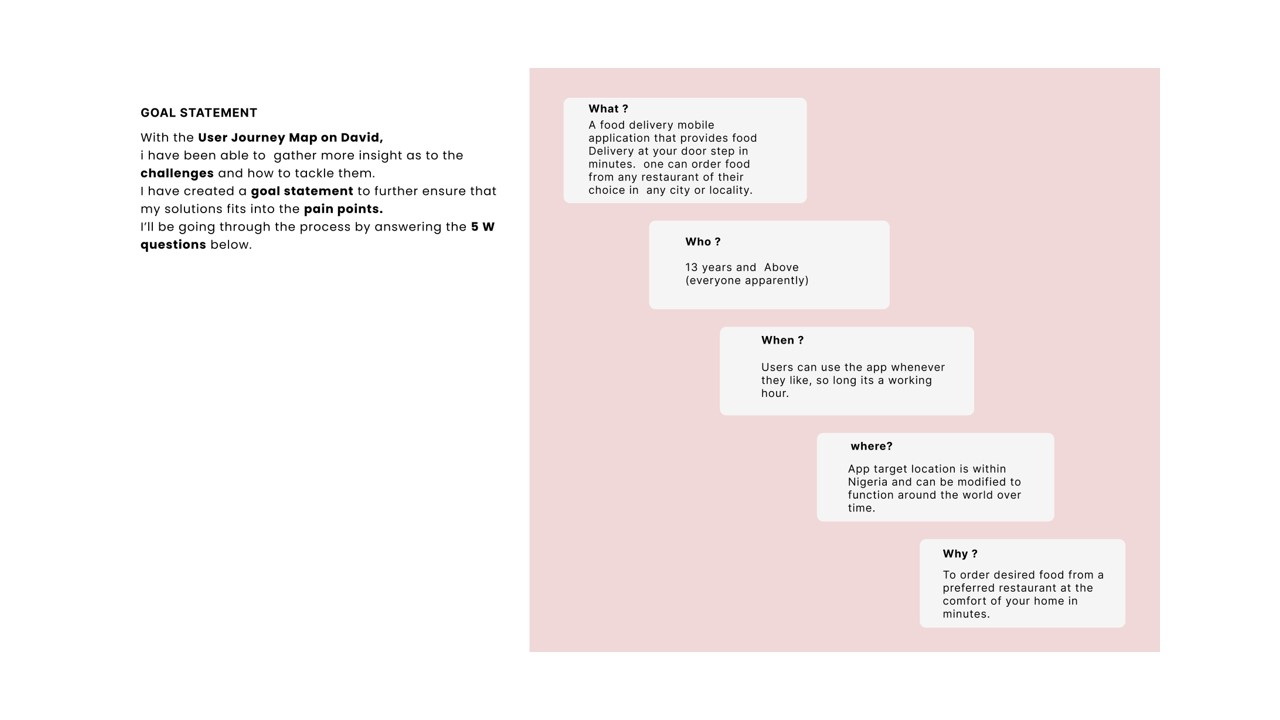 GOAL STATEMENT
With the User Journey Map on David,
i have been able to  gather more insight as to the
challenges and how to tackle them.
I have created a goal statement to further ensure that
my solutions fits into the pain points.
I'll be going through the process by answering the 5 W
questions below.
What ?
A food delivery mobile
application that provides food
Delivery at your door step in
minutes.  one can order food
from any restaurant of their
choice in  any city or locality.
Who ?
13 years and  Above
(everyone apparently)
When ?
Users can use the app whenever
they like, so long its a working
hour.
where?
App target location is within
Nigeria and can be modified to
function around the world over
time.
Why ?
To order desired food from a
preferred restaurant at the
comfort of your home in
minutes.